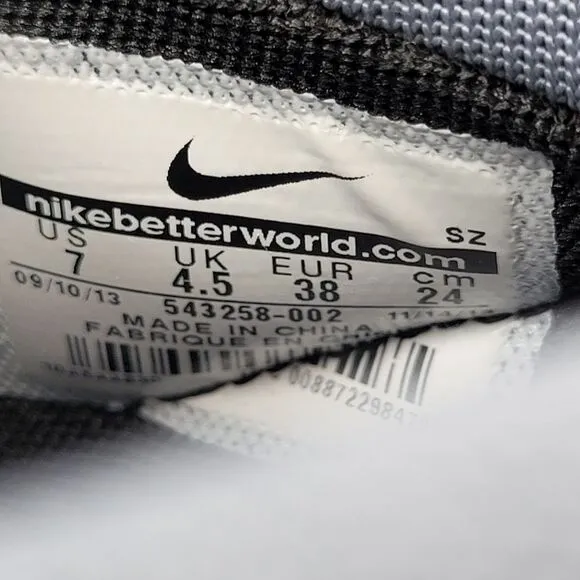 nikebetterworld.com
SZ
US UK EUR cm
7 4.5 38 24
09/10/13 543258-002
MADE IN CHINA
FABRIQUE EN